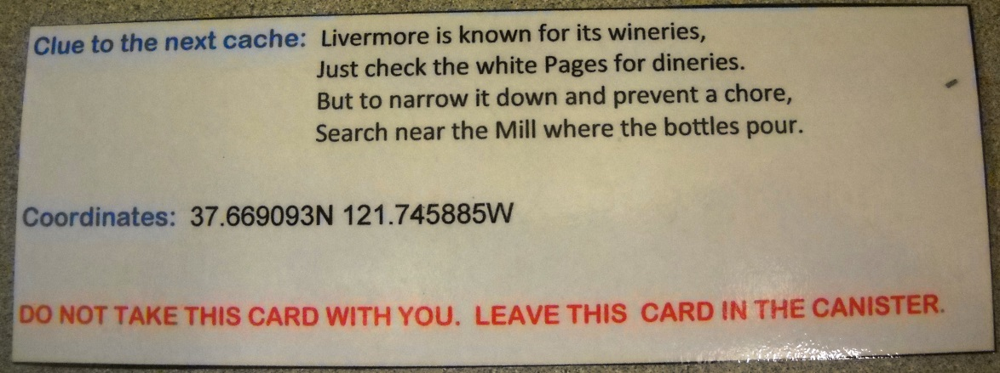 Clue to the next cache: Livermore is known for its wineries,
Just check the white Pages for dineries.
But to narrow it down and prevent a chore,
Search near the Mill where the bottles pour.
Coordinates: 37.669093N 121.745885W
DO NOT TAKE THIS CARD WITH YOU. LEAVE THIS CARD IN THE CANISTER.